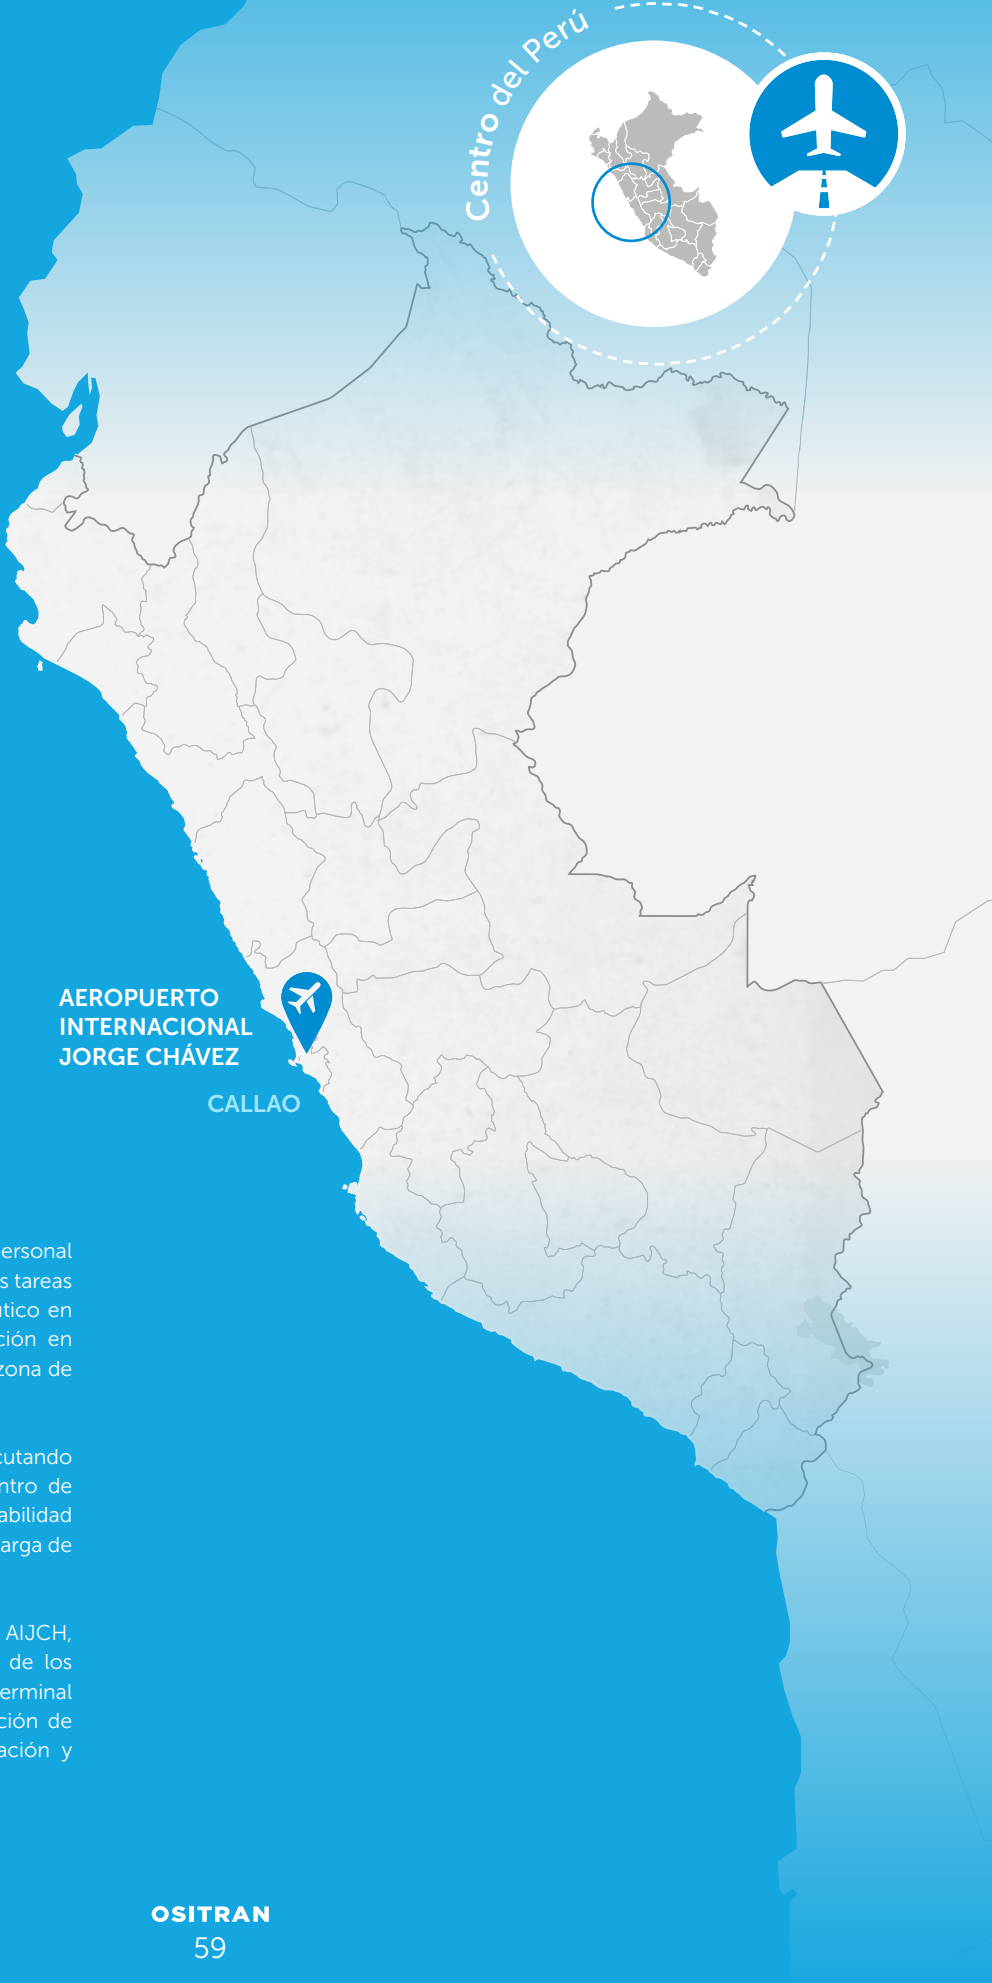 Centro del Perú
AEROPUERTO
INTERNACIONAL
JORGE CHÁVEZ
CALLAO
ersonal
s tareas
tico en
ción en
zona de
cutando
ntro de
abilidad
arga de
AIJCH,
de los
erminal
ción de
ación y
OSITRAN
59